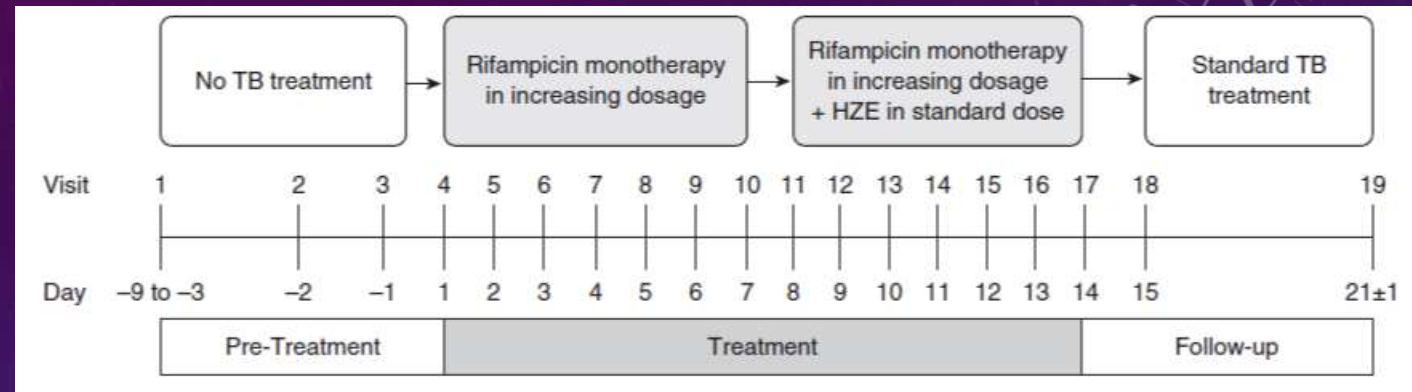 No TB treatment
Rifampicin monotherapy
in increasing dosage
Rifampicin monotherapy
in increasing dosage
+ HZE in standard dose
Standard TB
treatment
Visit 1 2 3 4 5 6 7 8 9 10 11 12 13 14 15 16 17 18 19
Day –9 to –3 –2 –1 1 2 3 4 5 6 7 8 9 10 11 12 13 14 15 21±1
Pre-Treatment Treatment Follow-up